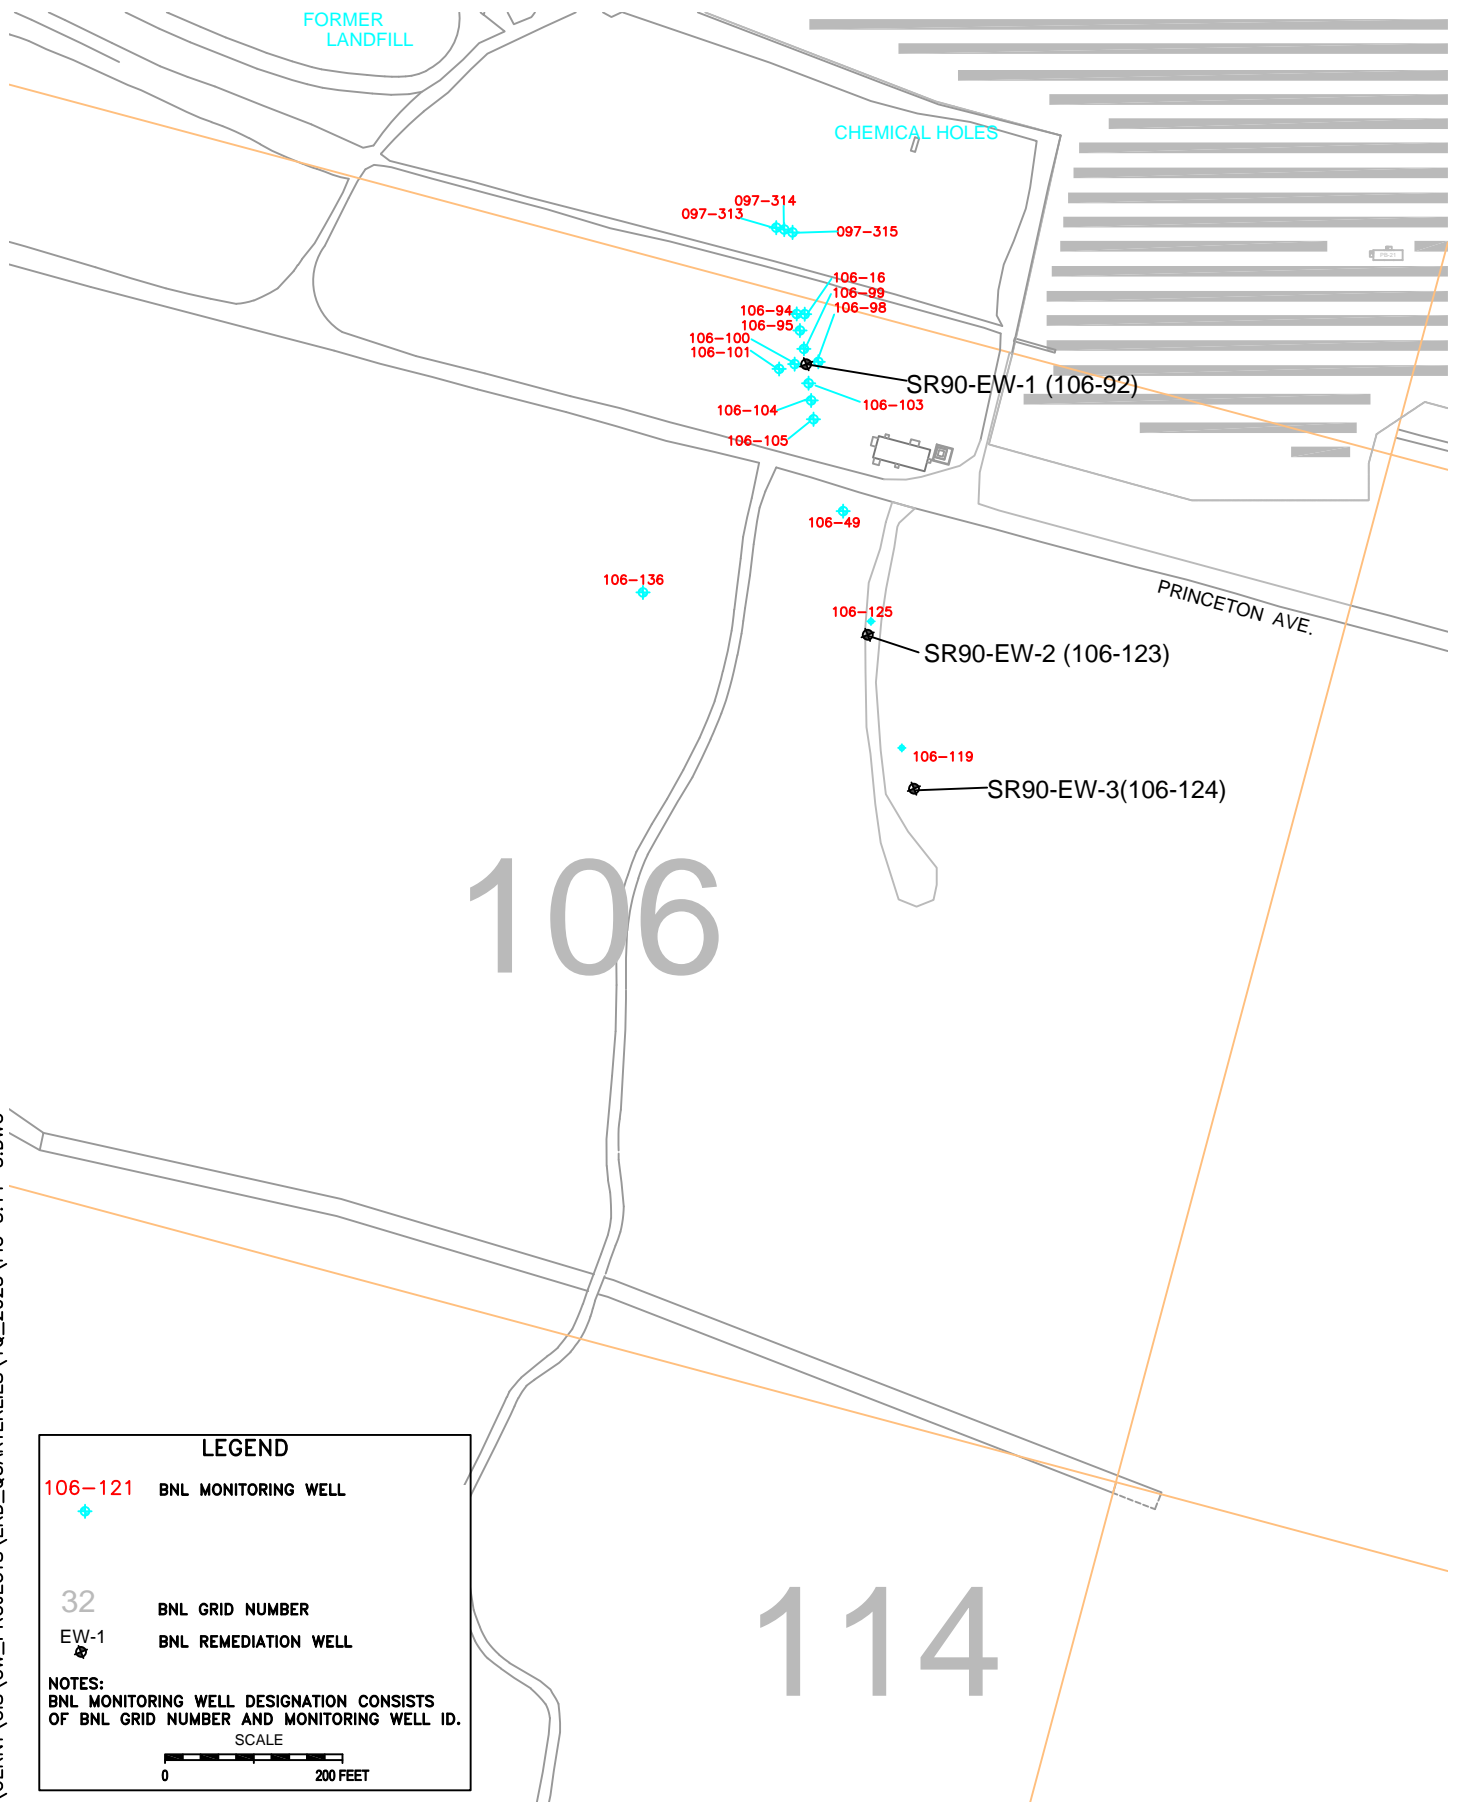 FORMER
LANDFILL
CHEMICAL HOLES
097-314
097-313
097-315
106-16
106-99
106-94
106-98
106-95
106-100
106-101
SR90-EW-1 (106-92)
106-103
106-104
106-105
106-49
106-136
PRINCETON AVE.
106-125
SR90-EW-2 (106-123)
106-119
SR90-EW-3(106-124)
106
114
LEGEND
106-121 BNL MONITORING WELL
32 BNL GRID NUMBER
EW-1 BNL REMEDIATION WELL
NOTES:
BNL MONITORING WELL DESIGNATION CONSISTS
OF BNL GRID NUMBER AND MONITORING WELL ID.
SCALE
0 200 FEET